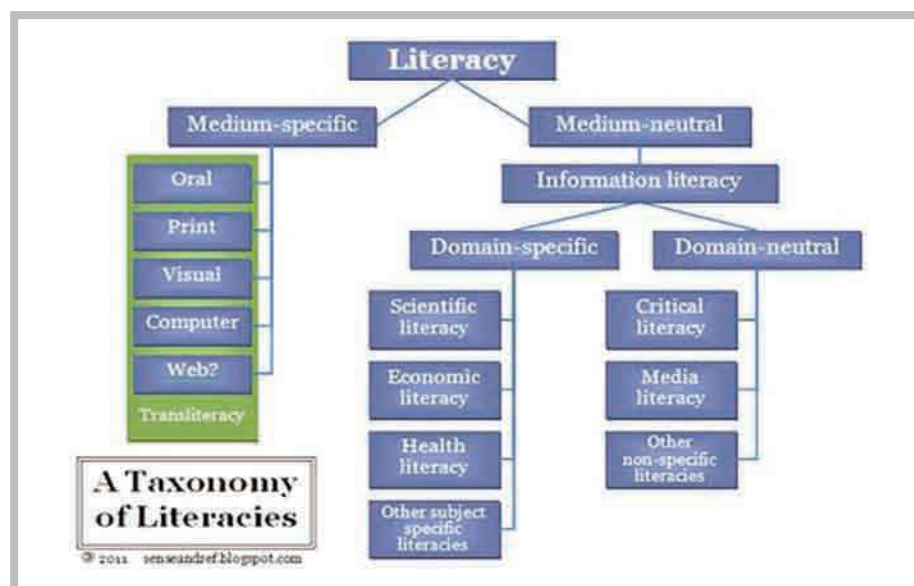 Literacy
Medium-specific
Medium-neutral
Oral
Print
Visual
Computer
Web?
Transliteracy
Information literacy
Domain-specific
Domain-neutral
Scientific
literacy
Economic
literacy
Health
literacy
Other subject
specific
literacies
Critical
literacy
Media
literacy
Other
non-specific
literacies
A Taxonomy
of Literacies
© 2011 senseandref.blogspot.com